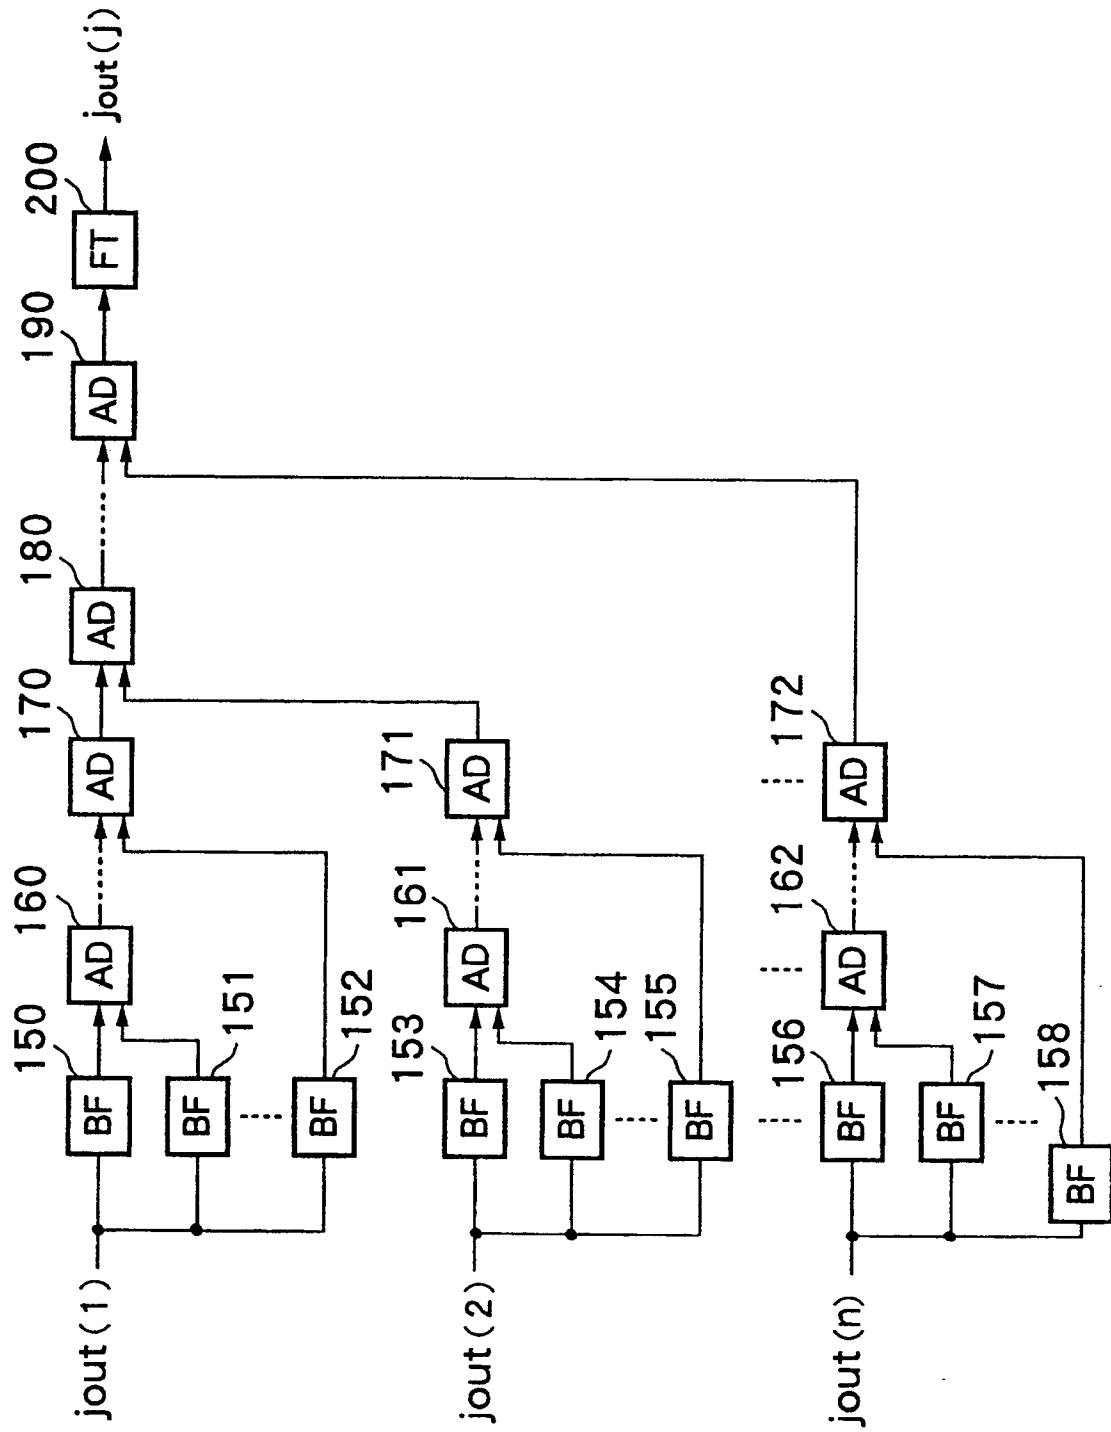 jout(1)
BF
150
BF
151
BF
152
AD
160
AD
170
AD
180
AD
190
FT
200
jout(j)
jout(2)
BF
153
BF
154
BF
155
AD
161
AD
171
jout(n)
BF
156
BF
157
BF
158
AD
162
AD
172